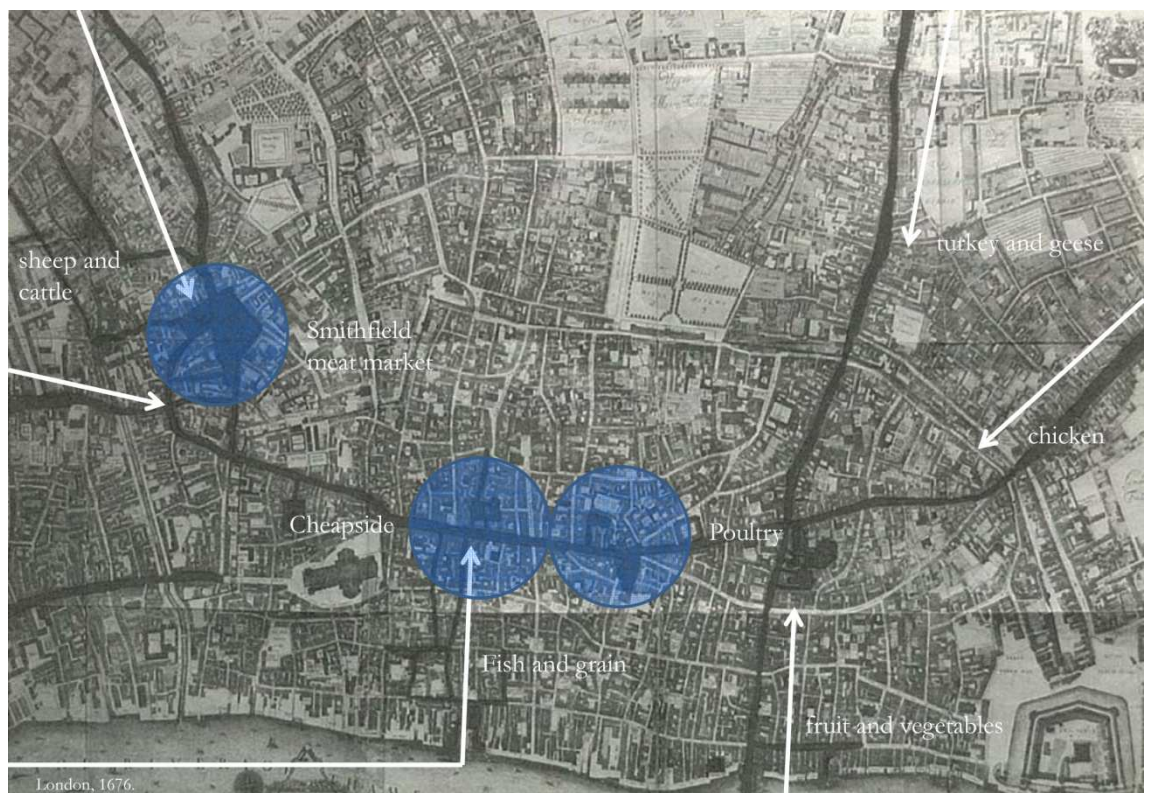 turkey and geese
sheep and
cattle
Smithfield
meat market
chicken
Cheapside
Poultry
Fish and grain
fruit and vegetables
London, 1676.